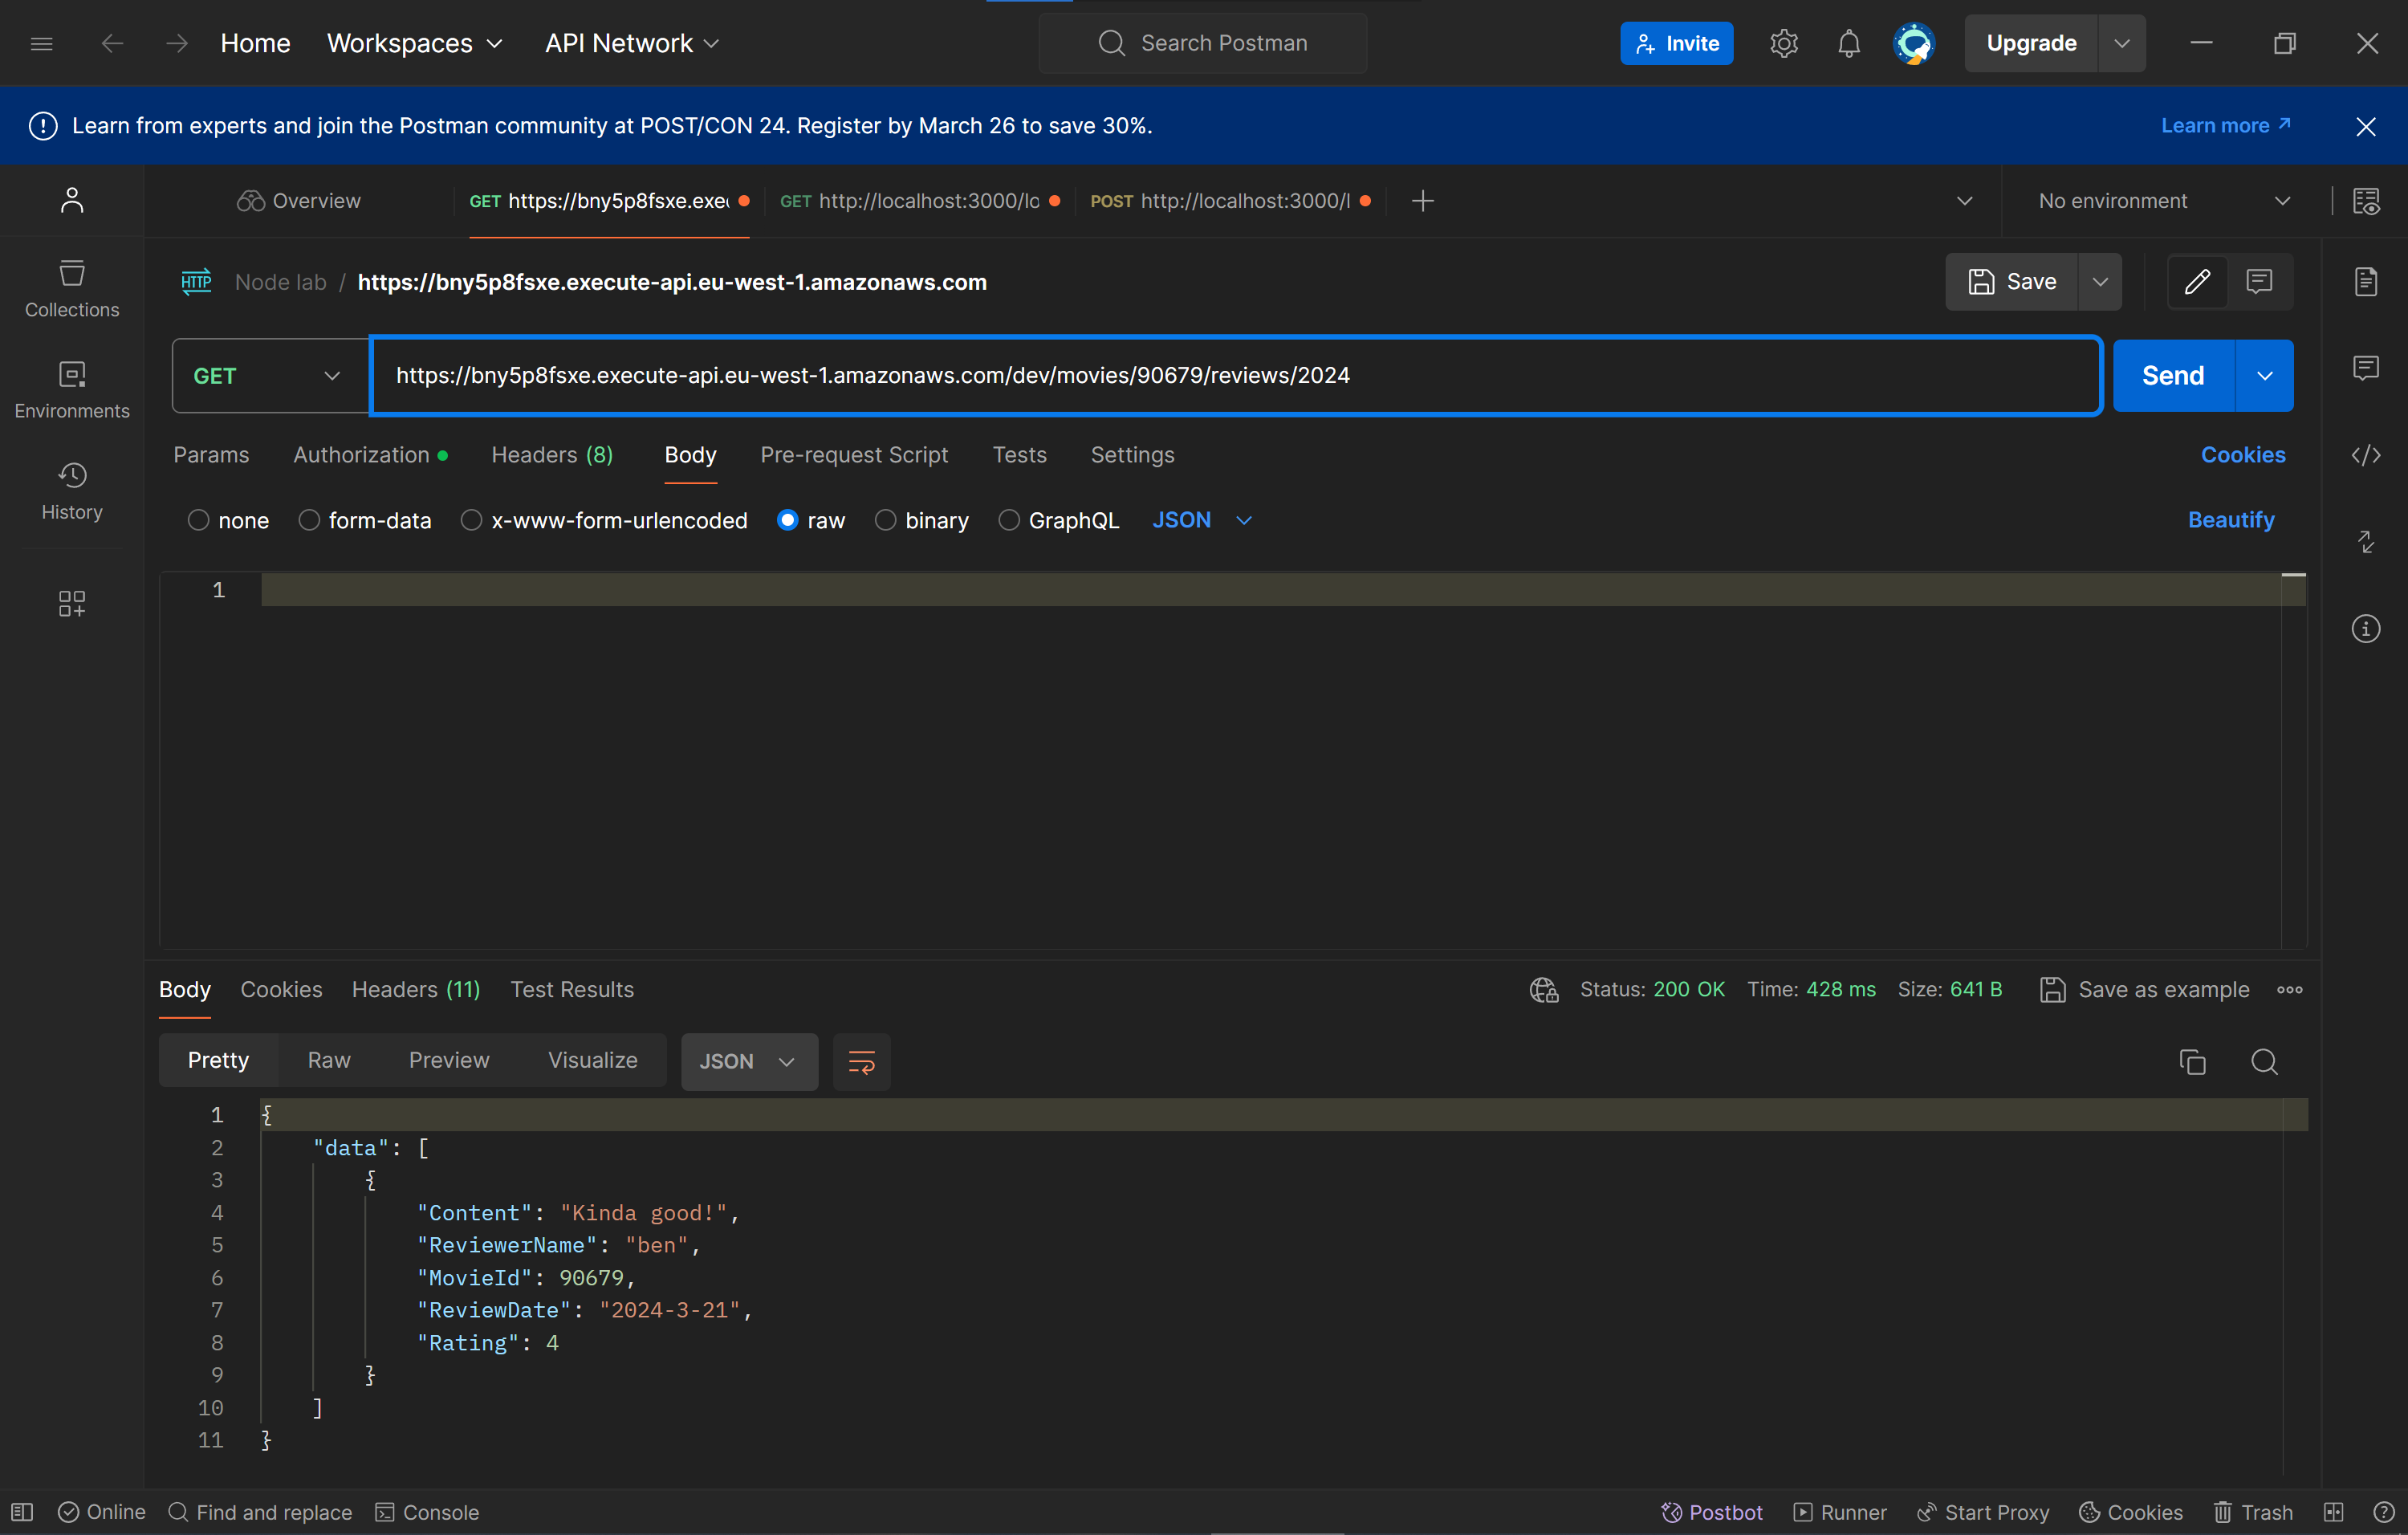 Home Workspaces API Network Search Postman Invite Upgrade
Learn from experts and join the Postman community at POST/CON 24. Register by March 26 to save 30%. Learn more
Overview GET https://bny5p8fsxe.exe GET http://localhost:3000/lo POST http://localhost:3000/l No environment
HTTP Node lab / https://bny5p8fsxe.execute-api.eu-west-1.amazonaws.com Save
Collections
GET https://bny5p8fsxe.execute-api.eu-west-1.amazonaws.com/dev/movies/90679/reviews/2024 Send
Environments
Params Authorization Headers (8) Body Pre-request Script Tests Settings Cookies
History
none form-data x-www-form-urlencoded raw binary GraphQL JSON Beautify
1
Body Cookies Headers (11) Test Results Status: 200 OK Time: 428 ms Size: 641 B Save as example
Pretty Raw Preview Visualize JSON
1 {
2 "data": [
3 {
4 "Content": "Kinda good!",
5 "ReviewerName": "ben",
6 "MovieId": 90679,
7 "ReviewDate": "2024-3-21",
8 "Rating": 4
9 }
10 ]
11 }
Online Find and replace Console Postbot Runner Start Proxy Cookies Trash